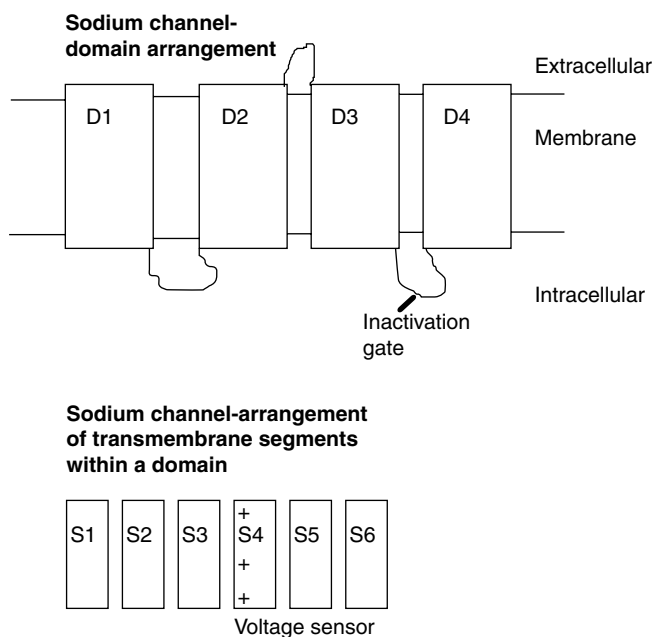 Sodium channel-
domain arrangement
Extracellular
D1
D2
D3
D4
Membrane
Intracellular
Inactivation
gate
Sodium channel-arrangement
of transmembrane segments
within a domain
+
S1
S2
S3
S4
S5
S6
+
+
Voltage sensor